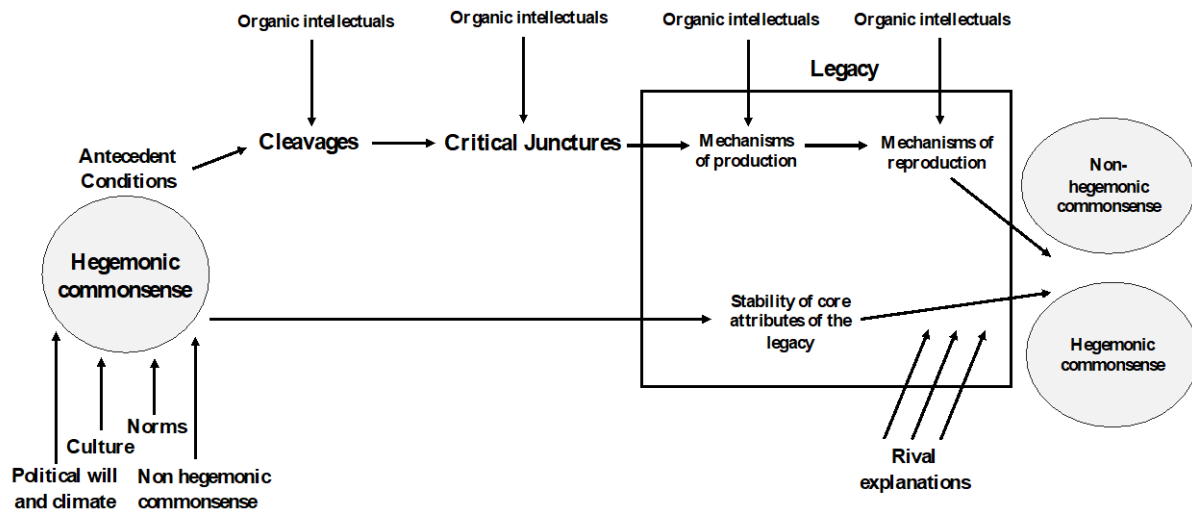 Organic intellectuals
Organic intellectuals
Organic intellectuals
Organic intellectuals
Legacy
Cleavages
Critical Junctures
Mechanisms
of production
Mechanisms of
reproduction
Antecedent
Conditions
Non-
hegemonic
commonsense
Hegemonic
commonsense
Stability of core
attributes of the
legacy
Hegemonic
commonsense
Norms
Culture
Political will
and climate
Non hegemonic
commonsense
Rival
explanations